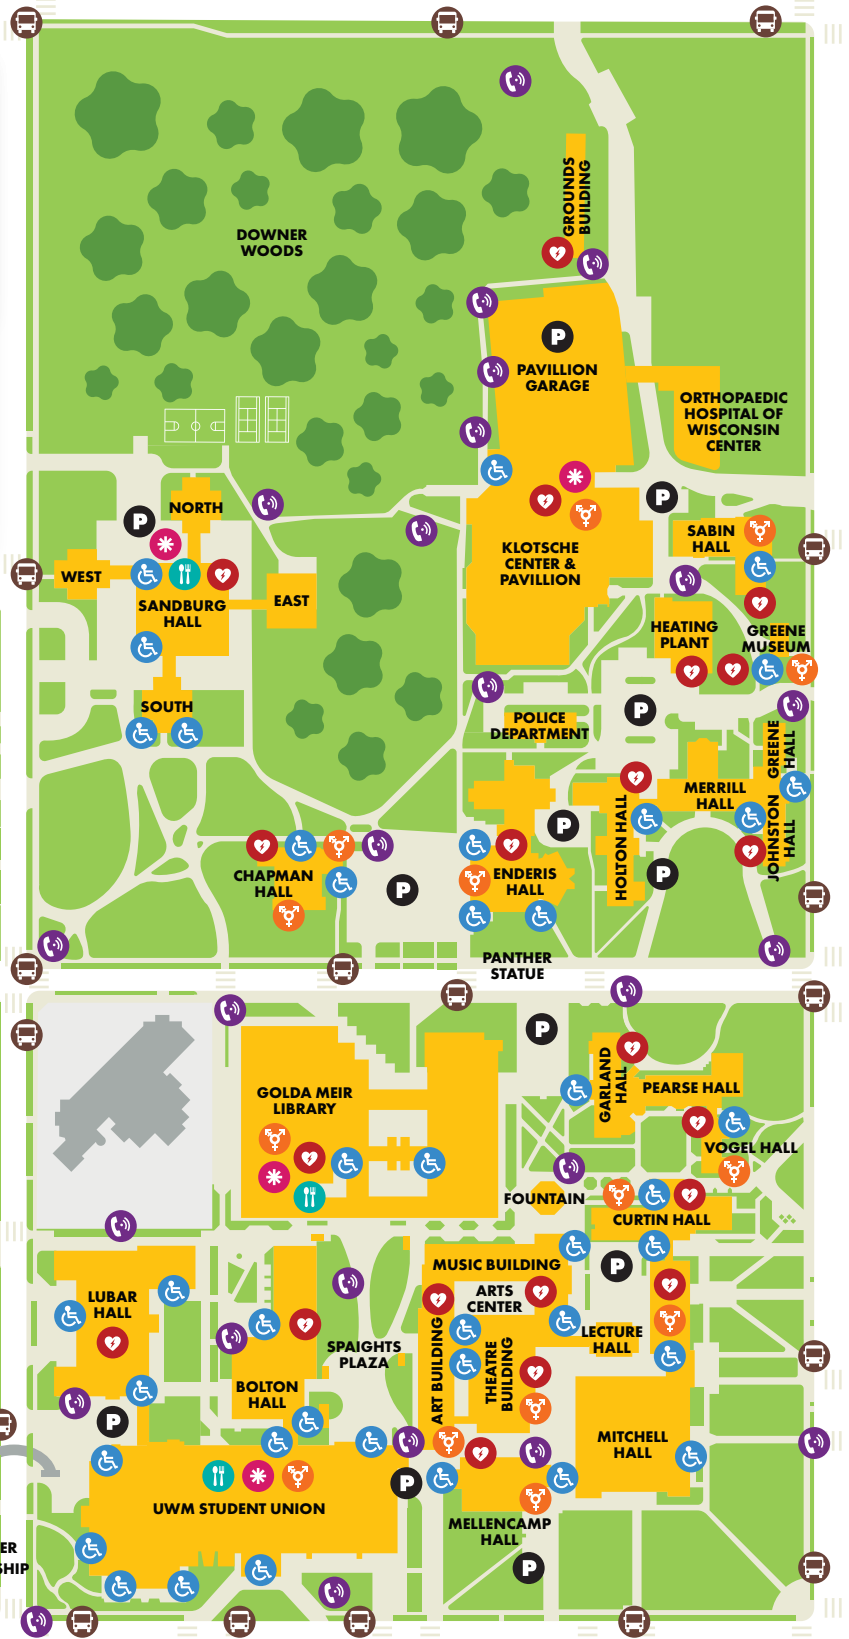 GROUNDS
BUILDING
DOWNER
WOODS
P
PAVILLION
GARAGE
ORTHOPAEDIC
HOSPITAL OF
WISCONSIN
CENTER
P
NORTH
P
SABIN
HALL
KLOTSCHE
CENTER &
PAVILLION
WEST
SANDBURG
HALL
EAST
HEATING
PLANT
GREENE
MUSEUM
SOUTH
P
POLICE
DEPARTMENT
GREENE
HALL
MERRILL
HALL
JOHNSTON
HALL
HOLTON HALL
P
CHAPMAN
HALL
P
ENDERIS
HALL
P
PANTHER
STATUE
P
GARLAND
HALL
PEARSE HALL
GOLDA MEIR
LIBRARY
VOGEL HALL
FOUNTAIN
CURTIN HALL
MUSIC BUILDING
P
LUBAR
HALL
ARTS
CENTER
SPAIGHTS
PLAZA
ART BUILDING
THEATRE
BUILDING
LECTURE
HALL
BOLTON
HALL
P
MITCHELL
HALL
P
UWM STUDENT UNION
MELLENCAMP
HALL
ER
SHIP
P